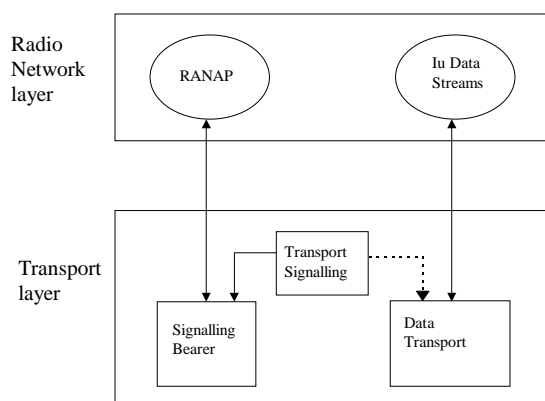 Radio
Network
layer
RANAP
Iu Data
Streams
Transport
layer
Transport
Signalling
Signalling
Bearer
Data
Transport